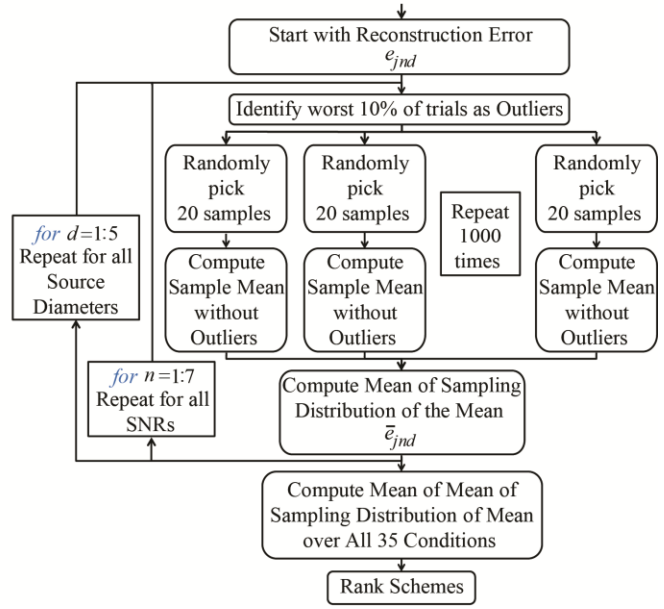 Start with Reconstruction Error
e_jnd
Identify worst 10% of trials as Outliers
Randomly
pick
20 samples
Randomly
pick
20 samples
Repeat
1000
times
Randomly
pick
20 samples
Compute
Sample Mean
without
Outliers
Compute
Sample Mean
without
Outliers
Compute
Sample Mean
without
Outliers
for d=1:5
Repeat for all
Source
Diameters
for n=1:7
Repeat for all
SNRs
Compute Mean of Sampling
Distribution of the Mean
ē_jnd
Compute Mean of Mean of
Sampling Distribution of Mean
over All 35 Conditions
Rank Schemes